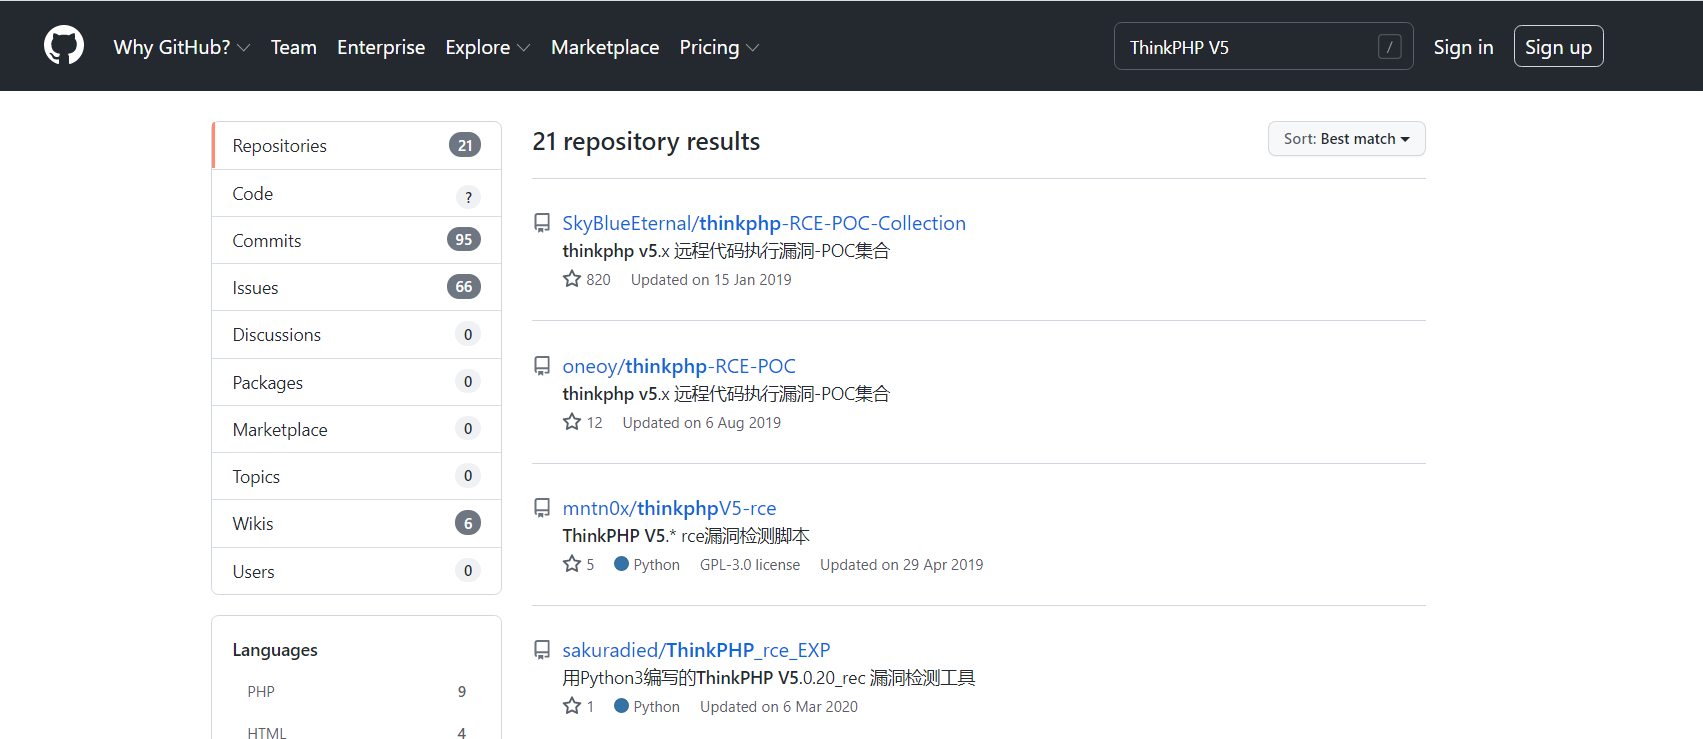 Why GitHub? Team Enterprise Explore Marketplace Pricing ThinkPHP V5 / Sign in Sign up
Repositories 21
Code ?
Commits 95
Issues 66
Discussions 0
Packages 0
Marketplace 0
Topics 0
Wikis 6
Users 0
Languages
PHP 9
HTML 4
21 repository results
Sort: Best match
SkyBlueEternal/thinkphp-RCE-POC-Collection
thinkphp v5.x 远程代码执行漏洞-POC集合
820 Updated on 15 Jan 2019
oneoy/thinkphp-RCE-POC
thinkphp v5.x 远程代码执行漏洞-POC集合
12 Updated on 6 Aug 2019
mntn0x/thinkphpV5-rce
ThinkPHP V5.* rce漏洞检测脚本
5 Python GPL-3.0 license Updated on 29 Apr 2019
sakuradied/ThinkPHP_rce_EXP
用Python3编写的ThinkPHP V5.0.20_rec 漏洞检测工具
1 Python Updated on 6 Mar 2020